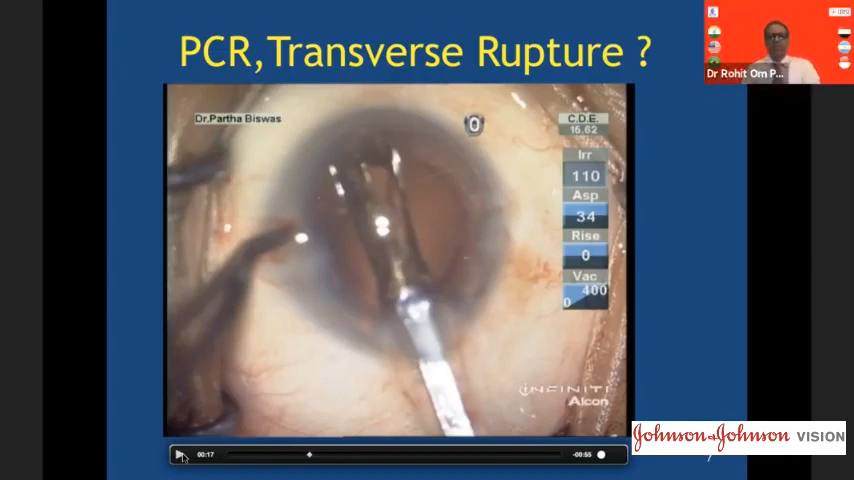 PCR,Transverse Rupture ?
Dr Rohit Om P...
Dr.Partha Biswas
0
C.D.E.
15.62
Irr
110
Asp
34
Rise
0
Vac
400
0
INFINITI
Alcon
Johnson & Johnson VISION
00:17
-00:55